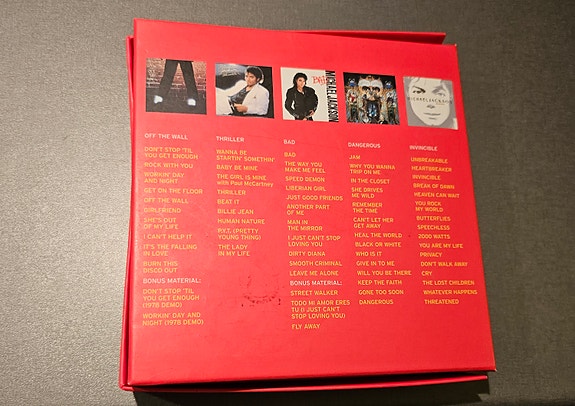 BAD
MICHAEL JACKSON
MICHAEL JACKSON
OFF THE WALL
DON'T STOP 'TIL
YOU GET ENOUGH
ROCK WITH YOU
WORKIN' DAY
AND NIGHT
GET ON THE FLOOR
OFF THE WALL
GIRLFRIEND
SHE'S OUT
OF MY LIFE
I CAN'T HELP IT
IT'S THE FALLING
IN LOVE
BURN THIS
DISCO OUT
BONUS MATERIAL:
DON'T STOP 'TIL
YOU GET ENOUGH
(1978 DEMO)
WORKIN' DAY AND
NIGHT (1978 DEMO)
THRILLER
WANNA BE
STARTIN' SOMETHIN'
BABY BE MINE
THE GIRL IS MINE
with Paul McCartney
THRILLER
BEAT IT
BILLIE JEAN
HUMAN NATURE
P.Y.T. (PRETTY
YOUNG THING)
THE LADY
IN MY LIFE
BAD
BAD
THE WAY YOU
MAKE ME FEEL
SPEED DEMON
LIBERIAN GIRL
JUST GOOD FRIENDS
ANOTHER PART
OF ME
MAN IN
THE MIRROR
I JUST CAN'T STOP
LOVING YOU
DIRTY DIANA
SMOOTH CRIMINAL
LEAVE ME ALONE
BONUS MATERIAL:
STREET WALKER
TODO MI AMOR ERES
TU (I JUST CAN'T
STOP LOVING YOU)
FLY AWAY
DANGEROUS
JAM
WHY YOU WANNA
TRIP ON ME
IN THE CLOSET
SHE DRIVES
ME WILD
REMEMBER
THE TIME
CAN'T LET HER
GET AWAY
HEAL THE WORLD
BLACK OR WHITE
WHO IS IT
GIVE IN TO ME
WILL YOU BE THERE
KEEP THE FAITH
GONE TOO SOON
DANGEROUS
INVINCIBLE
UNBREAKABLE
HEARTBREAKER
INVINCIBLE
BREAK OF DAWN
HEAVEN CAN WAIT
YOU ROCK
MY WORLD
BUTTERFLIES
SPEECHLESS
2000 WATTS
YOU ARE MY LIFE
PRIVACY
DON'T WALK AWAY
CRY
THE LOST CHILDREN
WHATEVER HAPPENS
THREATENED